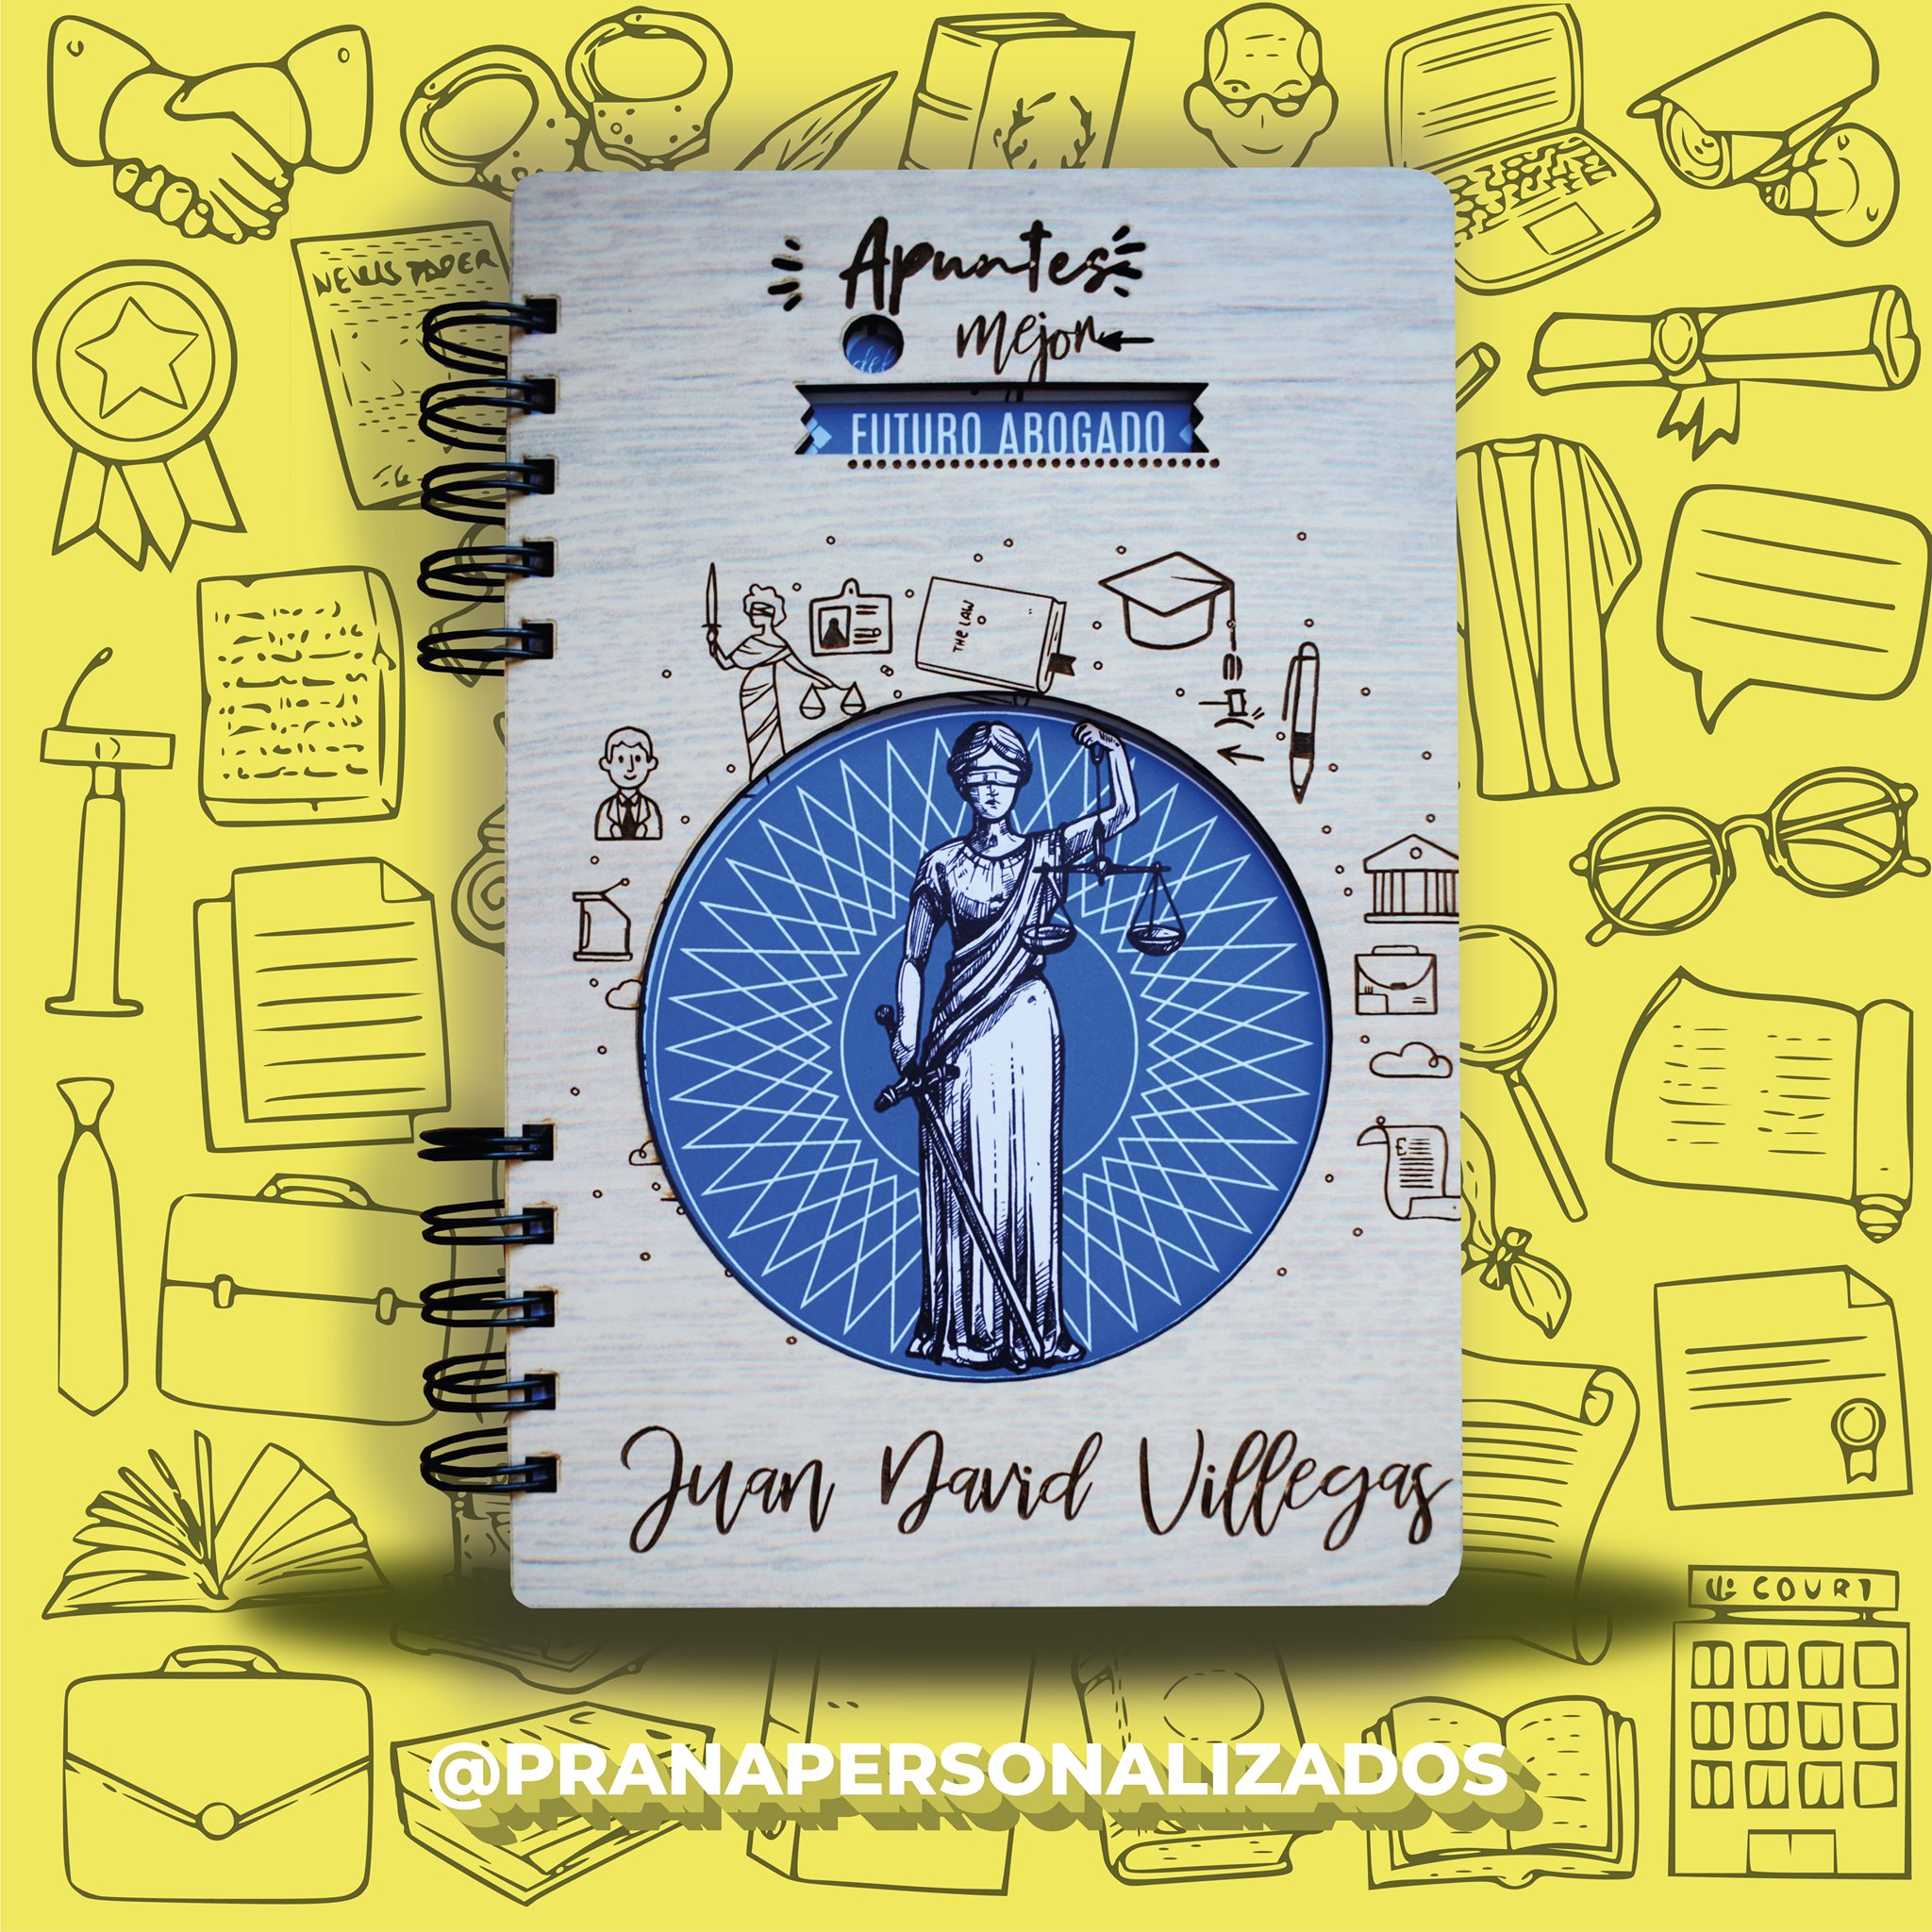 NEWS PAPER
Apuntes
del mejor
FUTURO ABOGADO
THE LAW
Juan David Villegas
COURT
@PRANAPERSONALIZADOS